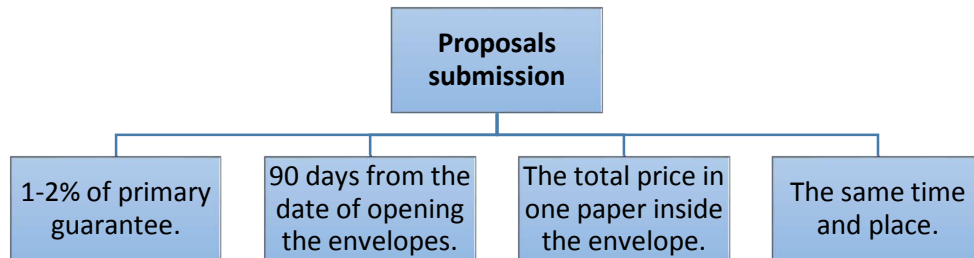 Proposals
submission
1-2% of primary
guarantee.
90 days from the
date of opening
the envelopes.
The total price in
one paper inside
the envelope.
The same time
and place.